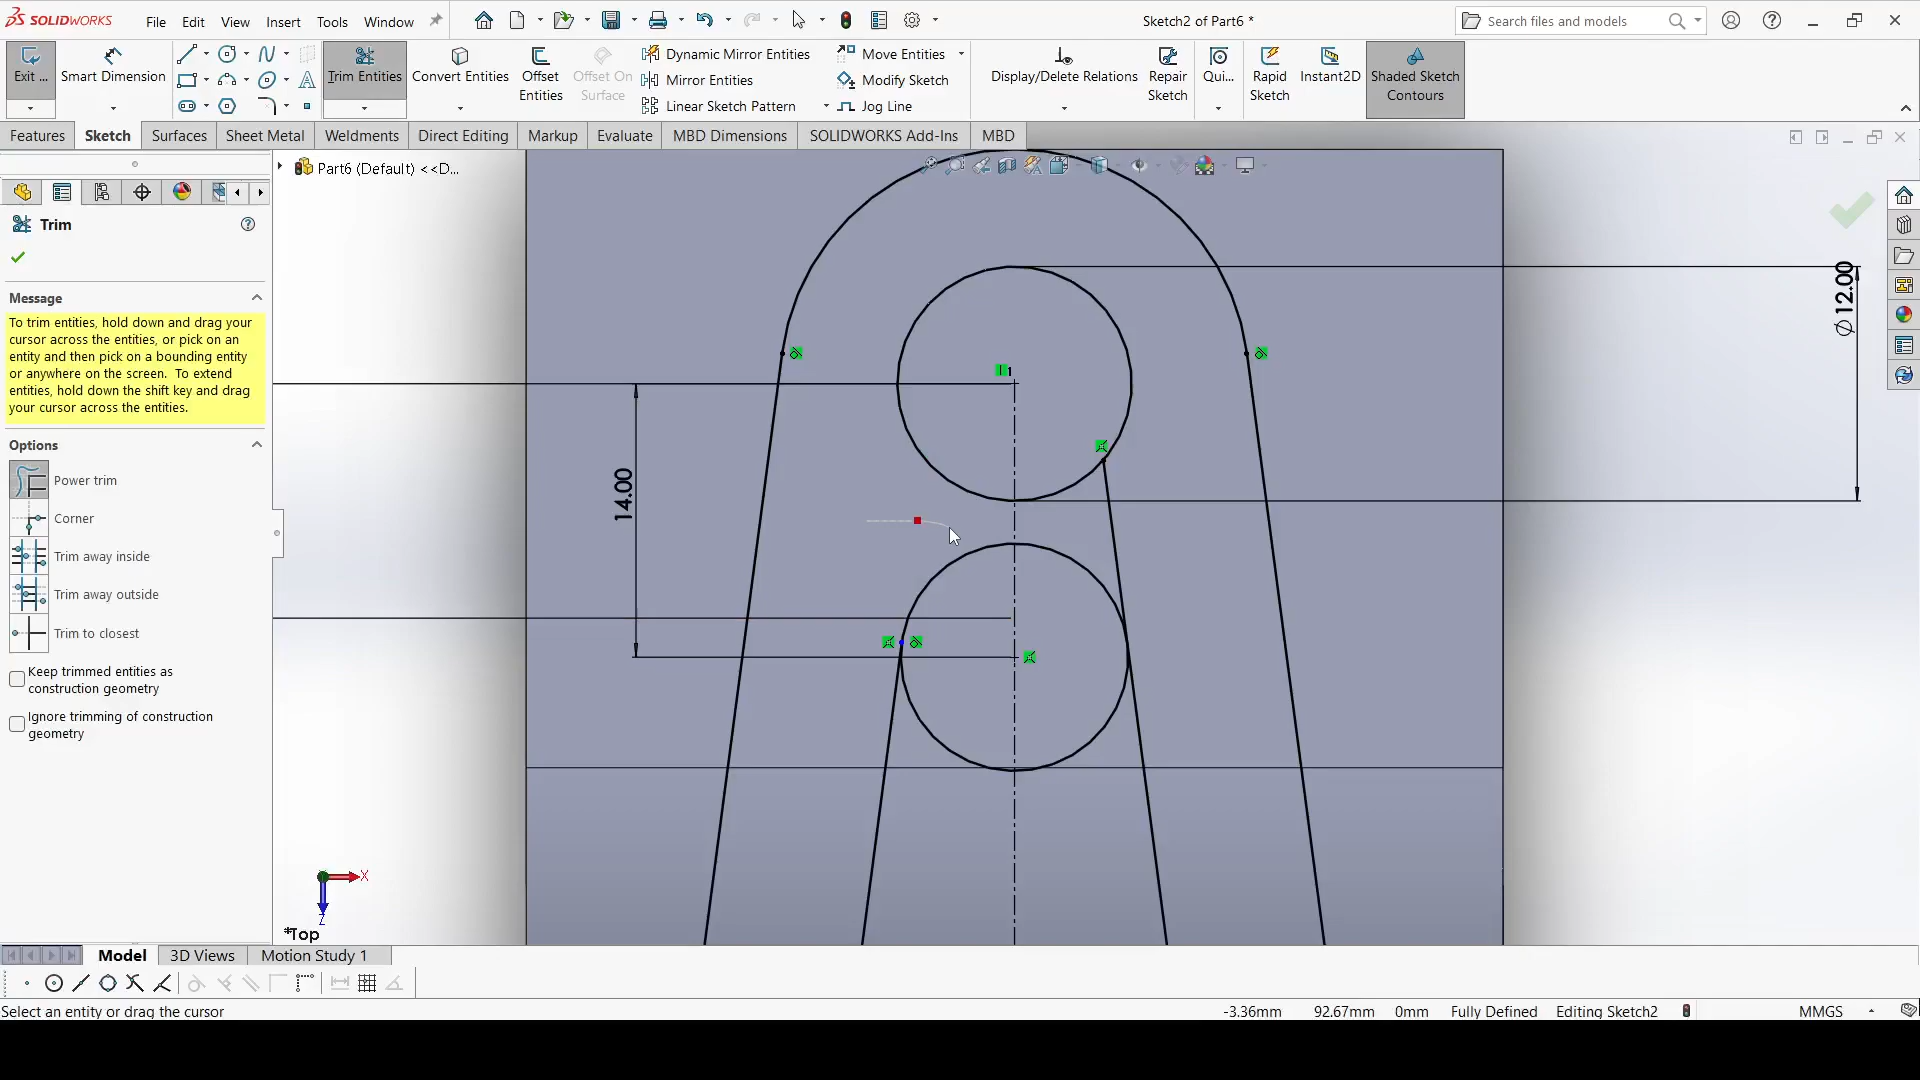 SOLIDWORKS
File Edit View Insert Tools Window
Sketch2 of Part6 *
Search files and models
Exit ...
Smart Dimension
Trim Entities
Convert Entities
Offset Entities
Offset On Surface
Dynamic Mirror Entities
Mirror Entities
Linear Sketch Pattern
Move Entities
Modify Sketch
Jog Line
Display/Delete Relations
Repair Sketch
Qui...
Rapid Sketch
Instant2D
Shaded Sketch Contours
Features Sketch Surfaces Sheet Metal Weldments Direct Editing Markup Evaluate MBD Dimensions SOLIDWORKS Add-Ins MBD
Part6 (Default) <<D...
Trim
Message
To trim entities, hold down and drag your
cursor across the entities, or pick on an
entity and then pick on a bounding entity
or anywhere on the screen. To extend
entities, hold down the shift key and drag
your cursor across the entities.
Options
Power trim
Corner
Trim away inside
Trim away outside
Trim to closest
Keep trimmed entities as
construction geometry
Ignore trimming of construction
geometry
14.00
1
∅ 12.00
X
Z
*Top
Model 3D Views Motion Study 1
Select an entity or drag the cursor
-3.36mm 92.67mm 0mm Fully Defined Editing Sketch2 MMGS